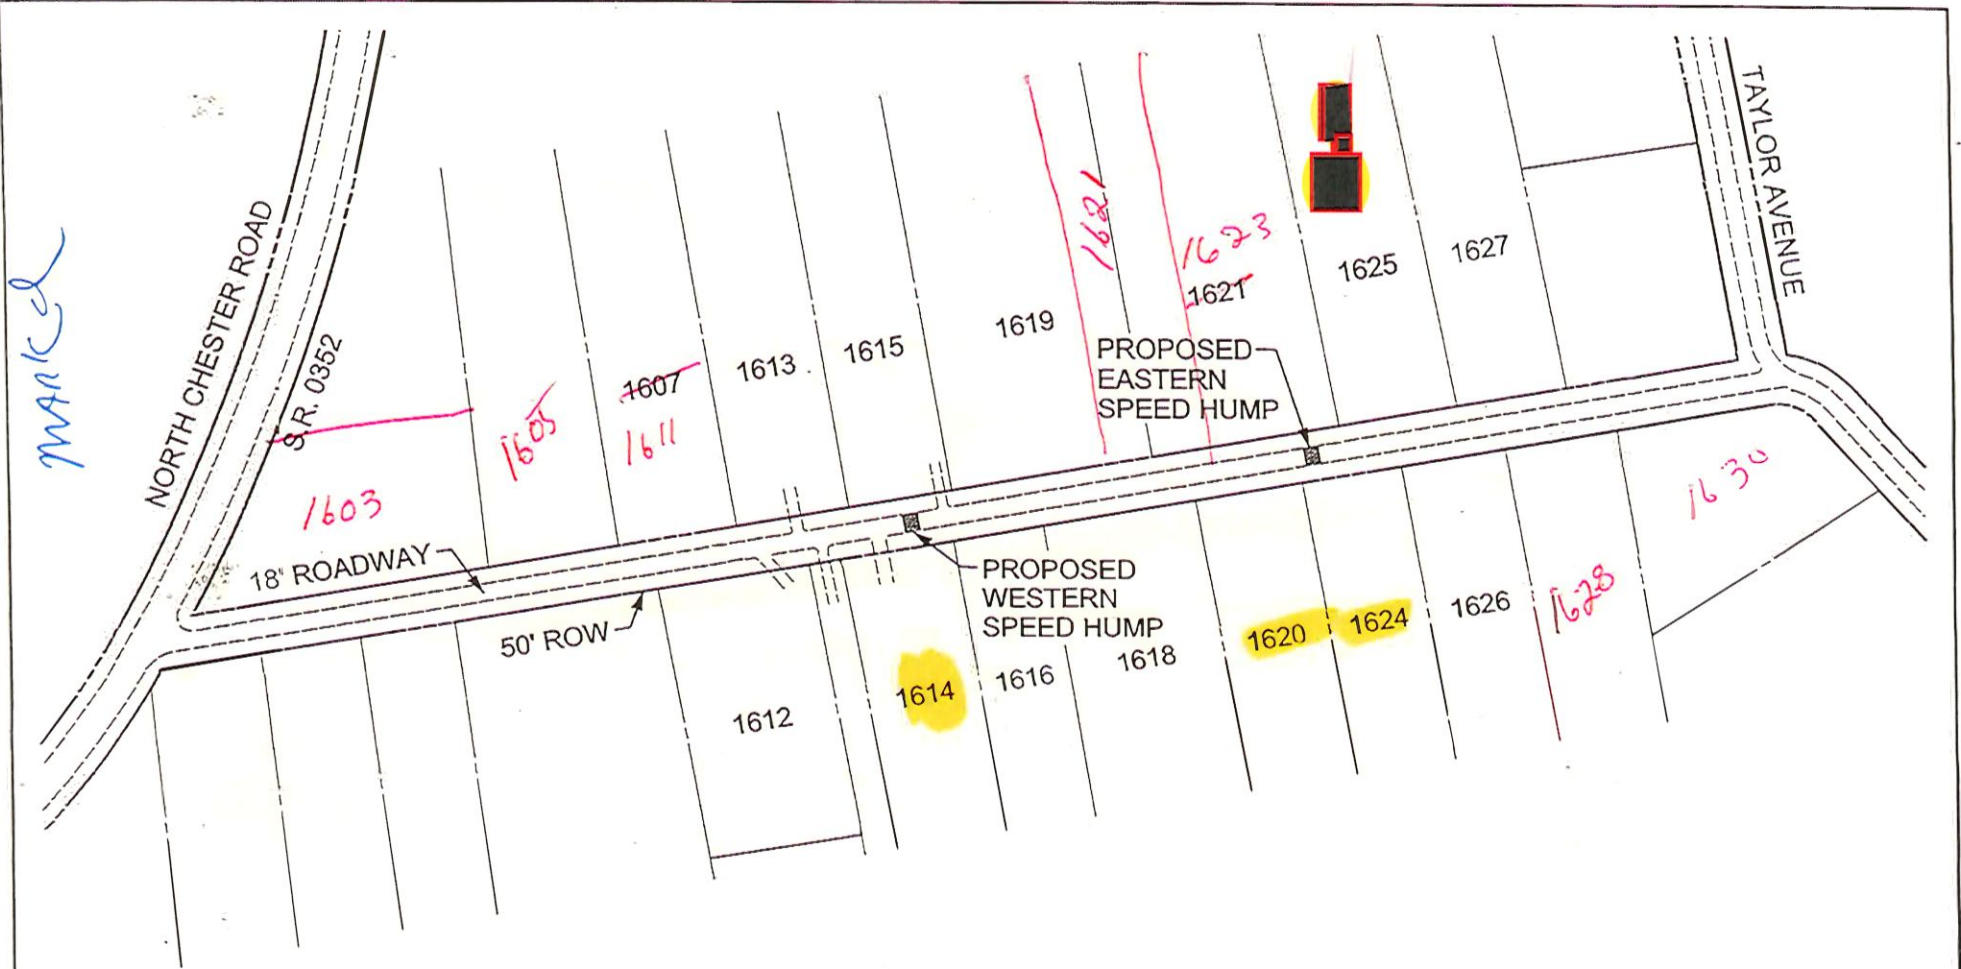 MARKed
NORTH CHESTER ROAD
S.R. 0352
TAYLOR AVENUE
1603
1605
1607
1611
1613
1615
1619
1621
1623
1621
1625
1627
PROPOSED
EASTERN
SPEED HUMP
18' ROADWAY
50' ROW
PROPOSED
WESTERN
SPEED HUMP
1612
1614
1616
1618
1620
1624
1626
1628
1630